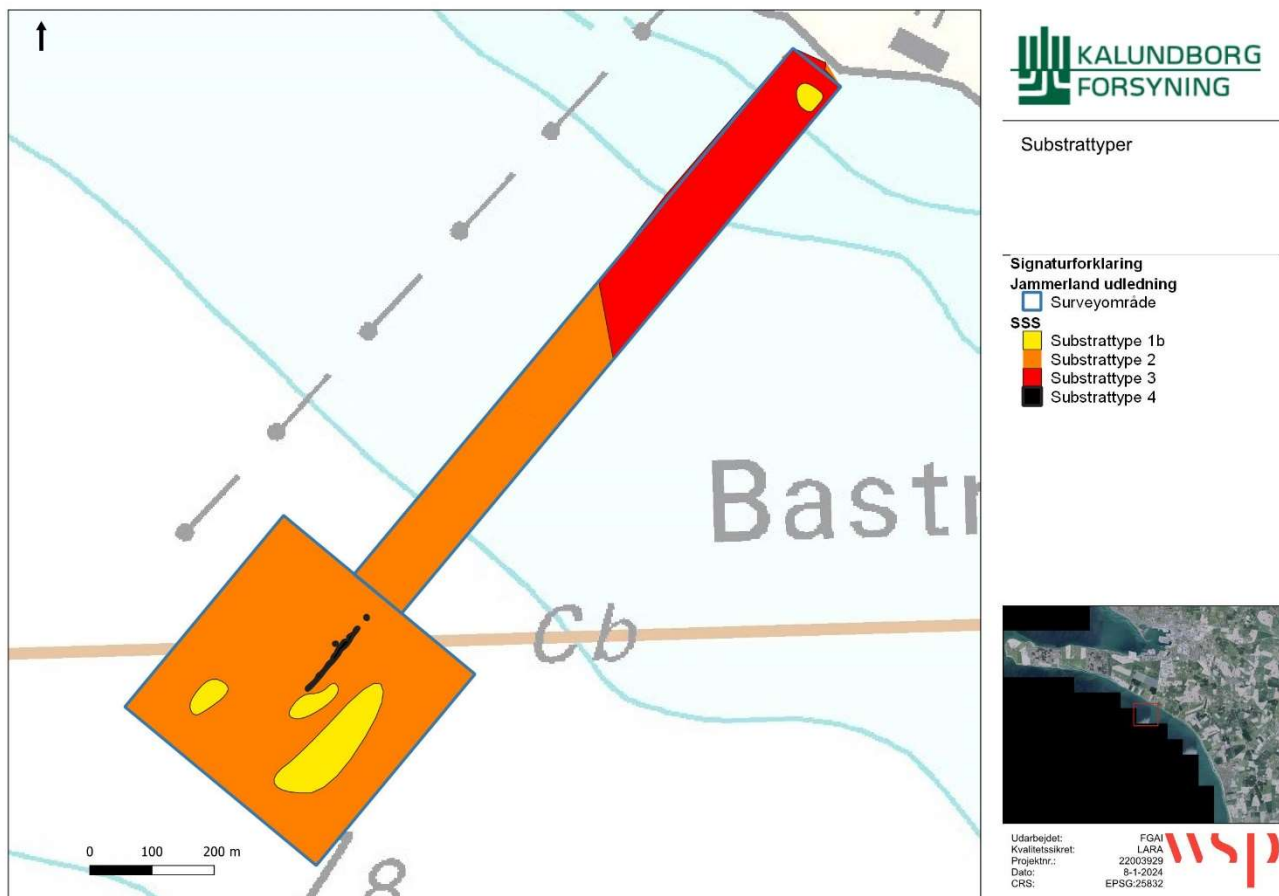 KALUNDBORG
FORSYNING
Substrattyper
Signaturforklaring
Jammerland udledning
Surveyområde
SSS
Substrattype 1b
Substrattype 2
Substrattype 3
Substrattype 4
Bastr
Cb
8
0 100 200 m
Udarbejdet: FGAI
Kvalitetssikret: LARA
Projektnr.: 22003929
Dato: 8-1-2024
CRS: EPSG:25832
wsp